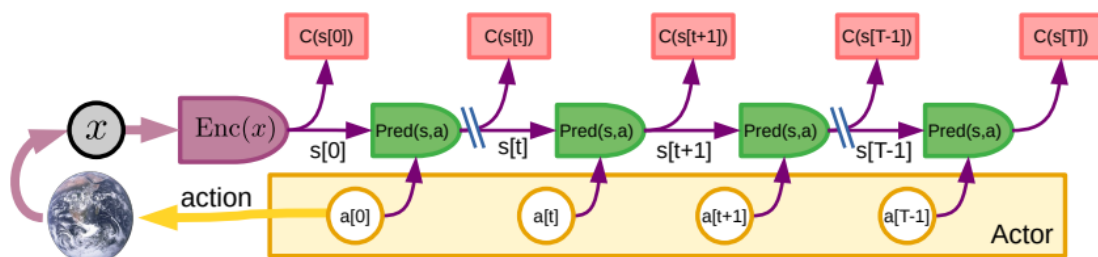 C(s[0])
C(s[t])
C(s[t+1])
C(s[T-1])
C(s[T])
x
Enc(x)
Pred(s,a)
Pred(s,a)
Pred(s,a)
Pred(s,a)
s[0]
s[t]
s[t+1]
s[T-1]
action
a[0]
a[t]
a[t+1]
a[T-1]
Actor